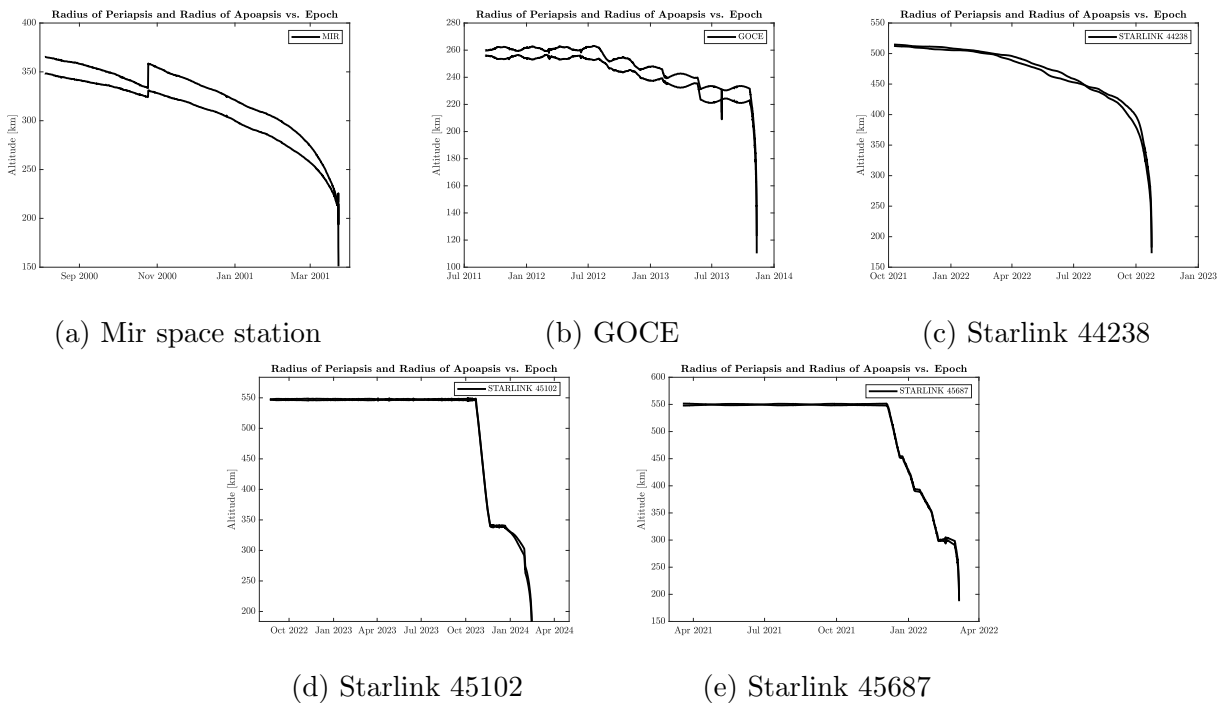 Radius of Periapsis and Radius of Apoapsis vs. Epoch
MIR
Altitude [km]
400
350
300
250
200
150
Sep 2000 Nov 2000 Jan 2001 Mar 2001
(a) Mir space station
Radius of Periapsis and Radius of Apoapsis vs. Epoch
GOCE
Altitude [km]
280
260
240
220
200
180
160
140
120
100
Jul 2011 Jan 2012 Jul 2012 Jan 2013 Jul 2013 Jan 2014
(b) GOCE
Radius of Periapsis and Radius of Apoapsis vs. Epoch
STARLINK 44238
Altitude [km]
550
500
450
400
350
300
250
200
150
Oct 2021 Jan 2022 Apr 2022 Jul 2022 Oct 2022 Jan 2023
(c) Starlink 44238
Radius of Periapsis and Radius of Apoapsis vs. Epoch
STARLINK 45102
Altitude [km]
550
500
450
400
350
300
250
200
Oct 2022 Jan 2023 Apr 2023 Jul 2023 Oct 2023 Jan 2024 Apr 2024
(d) Starlink 45102
Radius of Periapsis and Radius of Apoapsis vs. Epoch
STARLINK 45687
Altitude [km]
600
550
500
450
400
350
300
250
200
150
Apr 2021 Jul 2021 Oct 2021 Jan 2022 Apr 2022
(e) Starlink 45687